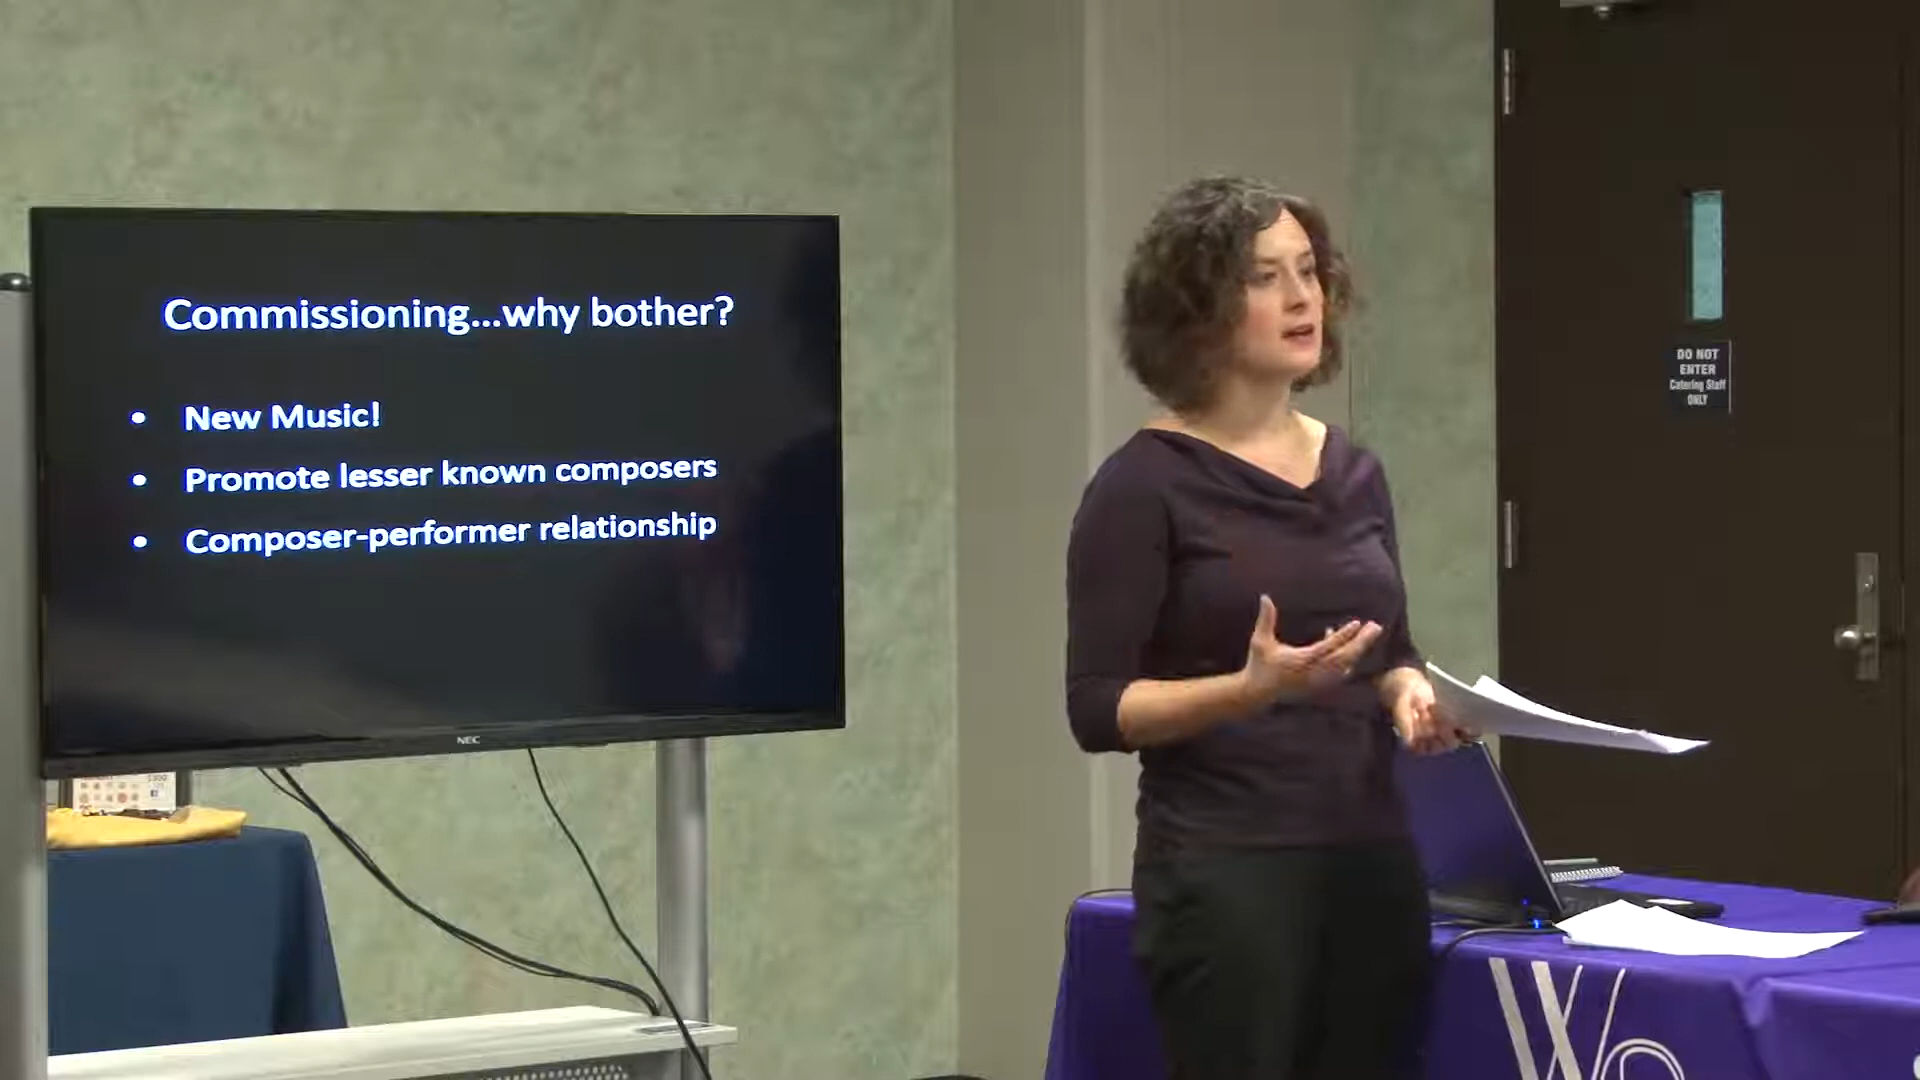 Commissioning...why bother?
• New Music!
• Promote lesser known composers
• Composer-performer relationship
NEC
DO NOT
ENTER
Catering Staff
ONLY